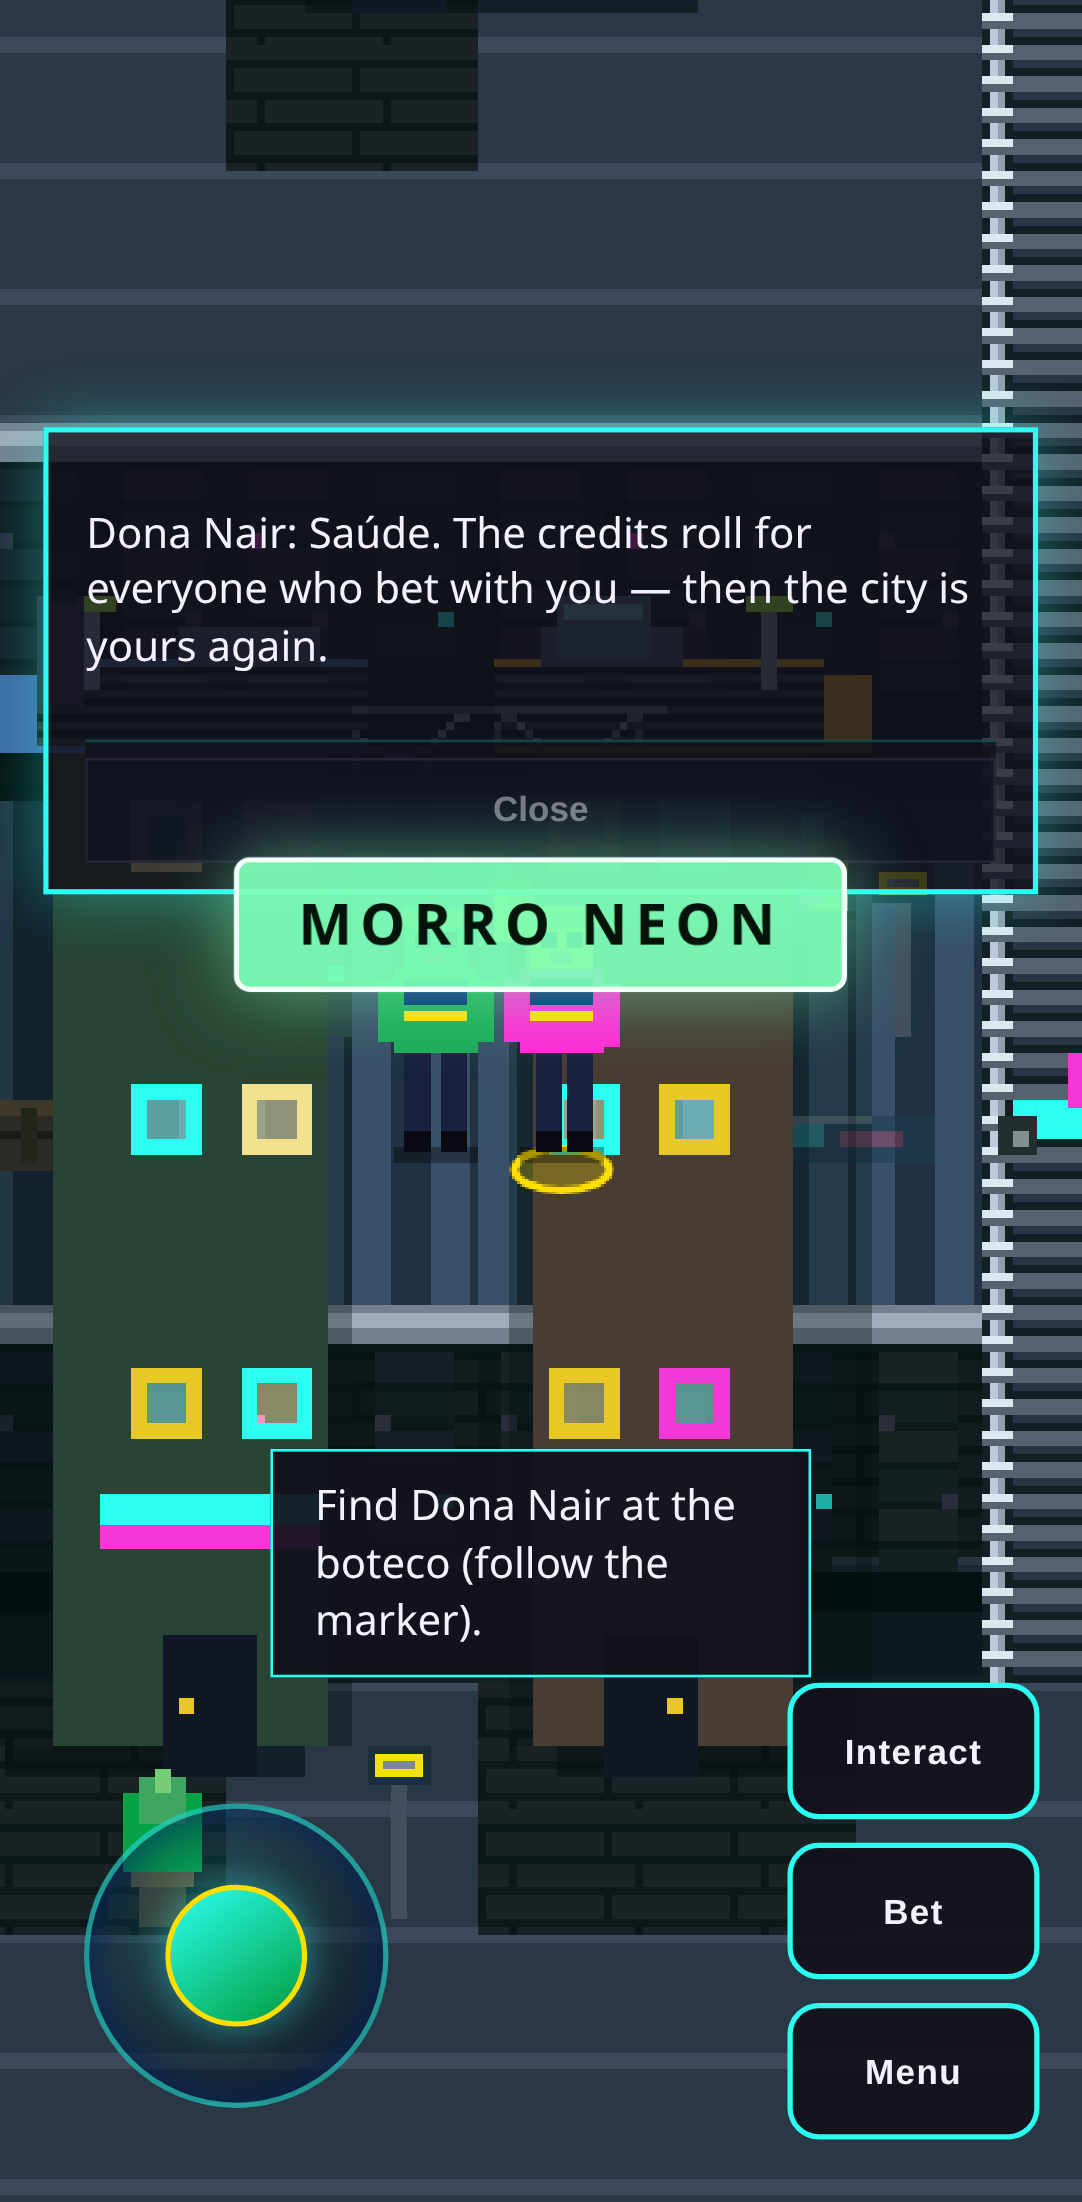 Dona Nair: Saúde. The credits roll for
everyone who bet with you — then the city is
yours again.
Close
MORRO NEON
Find Dona Nair at the
boteco (follow the
marker).
Interact
Bet
Menu